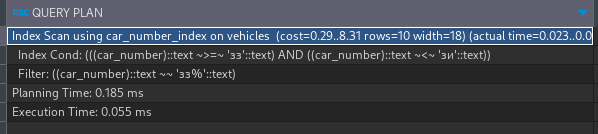 ABC QUERY PLAN
Index Scan using car_number_index on vehicles (cost=0.29..8.31 rows=10 width=18) (actual time=0.023..0.0
Index Cond: (((car_number)::text ~>=~ 'зз'::text) AND ((car_number)::text ~<~ 'зи'::text))
Filter: ((car_number)::text ~~ 'зз%'::text)
Planning Time: 0.185 ms
Execution Time: 0.055 ms